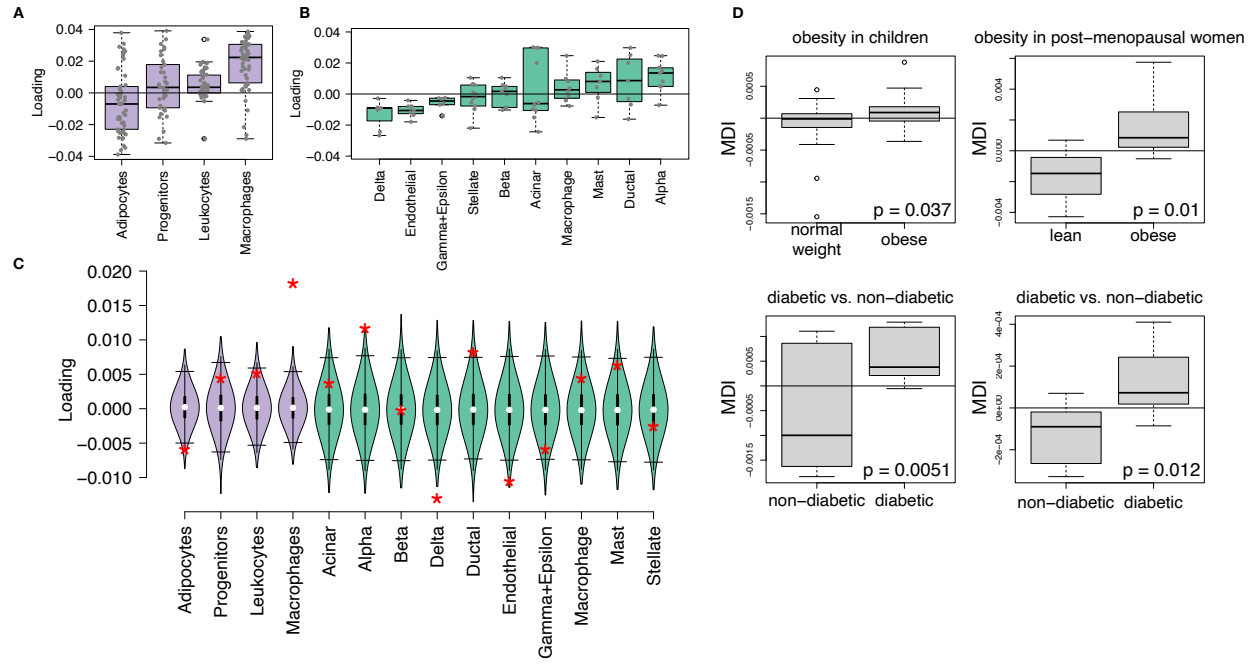 A
Loading
0.04
0.02
0.00
−0.02
−0.04
Adipocytes
Progenitors
Leukocytes
Macrophages
B
Loading
0.04
0.02
0.00
−0.02
−0.04
Delta
Endothelial
Gamma+Epsilon
Stellate
Beta
Acinar
Macrophage
Mast
Ductal
Alpha
C
Loading
0.020
0.015
0.010
0.005
0.000
−0.005
−0.010
Adipocytes
Progenitors
Leukocytes
Macrophages
Acinar
Alpha
Beta
Delta
Ductal
Endothelial
Gamma+Epsilon
Macrophage
Mast
Stellate
D
obesity in children
MDI
0.0005
−0.0005
−0.0015
p = 0.037
normal
weight
obese
obesity in post−menopausal women
MDI
0.004
0.000
−0.004
p = 0.01
lean
obese
diabetic vs. non−diabetic
MDI
0.0005
−0.0005
−0.0015
p = 0.0051
non−diabetic
diabetic
diabetic vs. non−diabetic
MDI
4e−04
2e−04
0e+00
−2e−04
p = 0.012
non−diabetic
diabetic